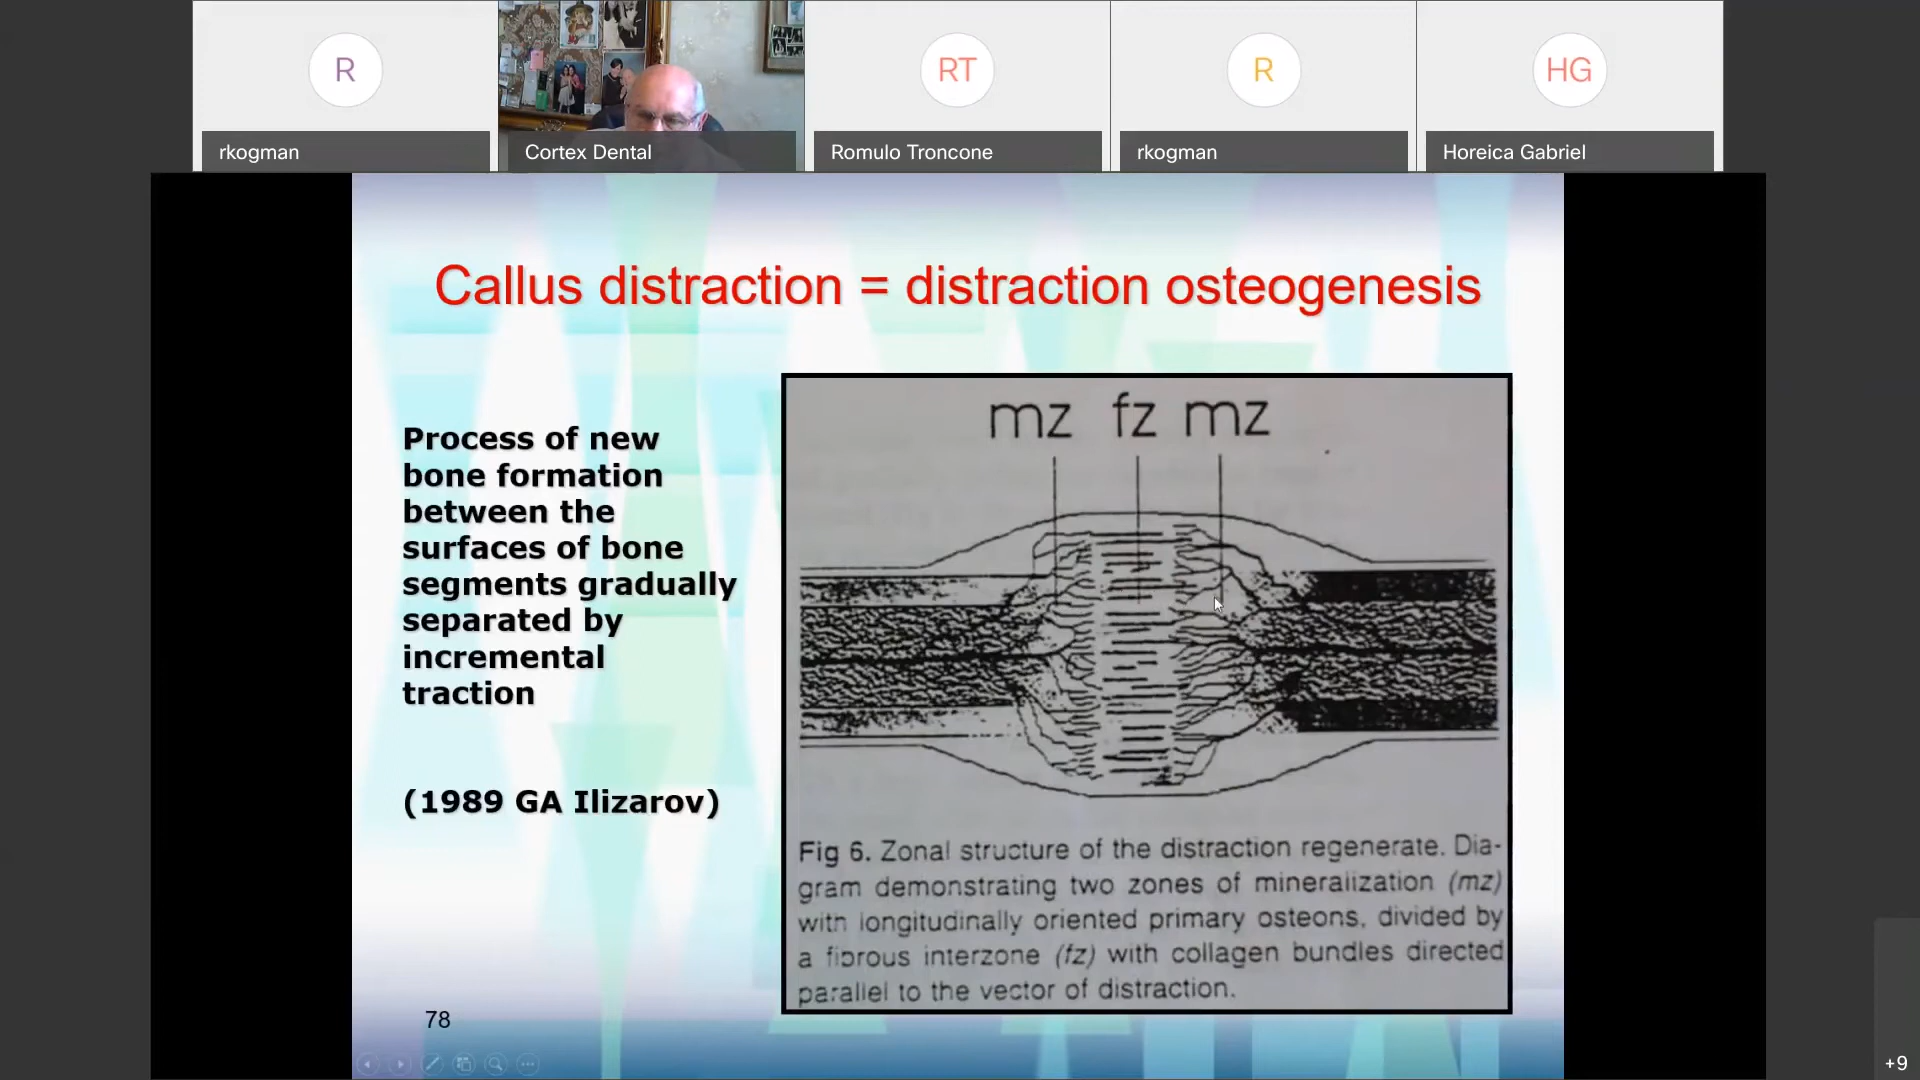 R
RT
R
HG
rkogman
Cortex Dental
Romulo Troncone
rkogman
Horeica Gabriel
Callus distraction = distraction osteogenesis
Process of new
bone formation
between the
surfaces of bone
segments gradually
separated by
incremental
traction
(1989 GA Ilizarov)
mz fz mz
Fig 6. Zonal structure of the distraction regenerate. Dia-
gram demonstrating two zones of mineralization (mz)
with longitudinally oriented primary osteons, divided by
a fibrous interzone (fz) with collagen bundles directed
parallel to the vector of distraction.
78
+9